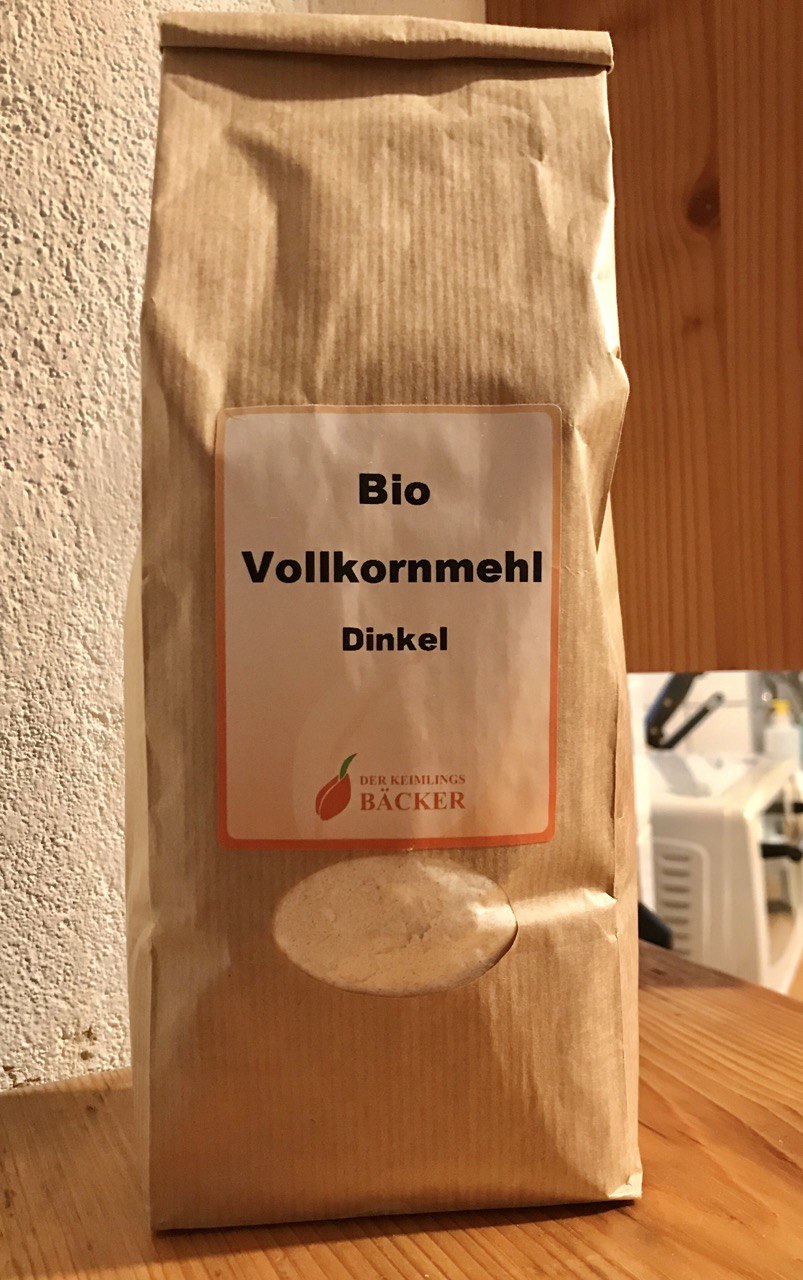 Bio
Vollkornmehl
Dinkel
DER KEIMLINGS
BÄCKER